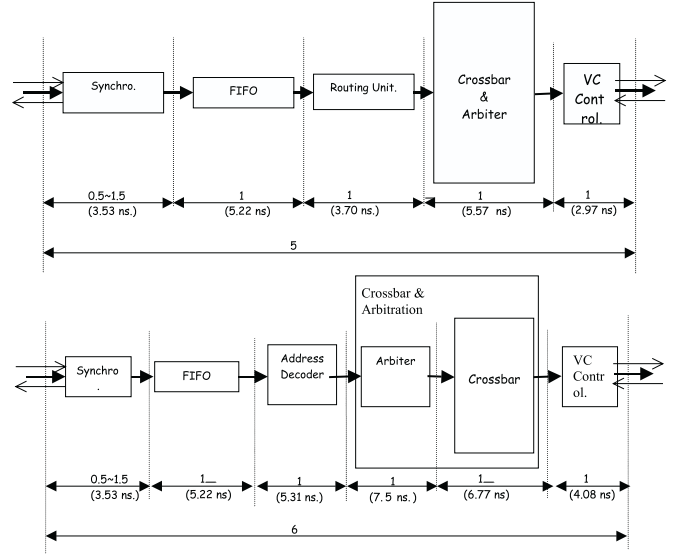 Synchro.
FIFO
Routing Unit.
Crossbar
&
Arbiter
VC
Cont
rol.
0.5~1.5
(3.53 ns.)
1
(5.22 ns)
1
(3.70 ns.)
1
(5.57 ns)
1
(2.97 ns)
5
Crossbar &
Arbitration
Synchro
.
FIFO
Address
Decoder
Arbiter
Crossbar
VC
Contr
ol.
0.5~1.5
(3.53 ns.)
1
(5.22 ns)
1
(5.31 ns.)
1
(7.5 ns.)
1
(6.77 ns)
1
(4.08 ns)
6